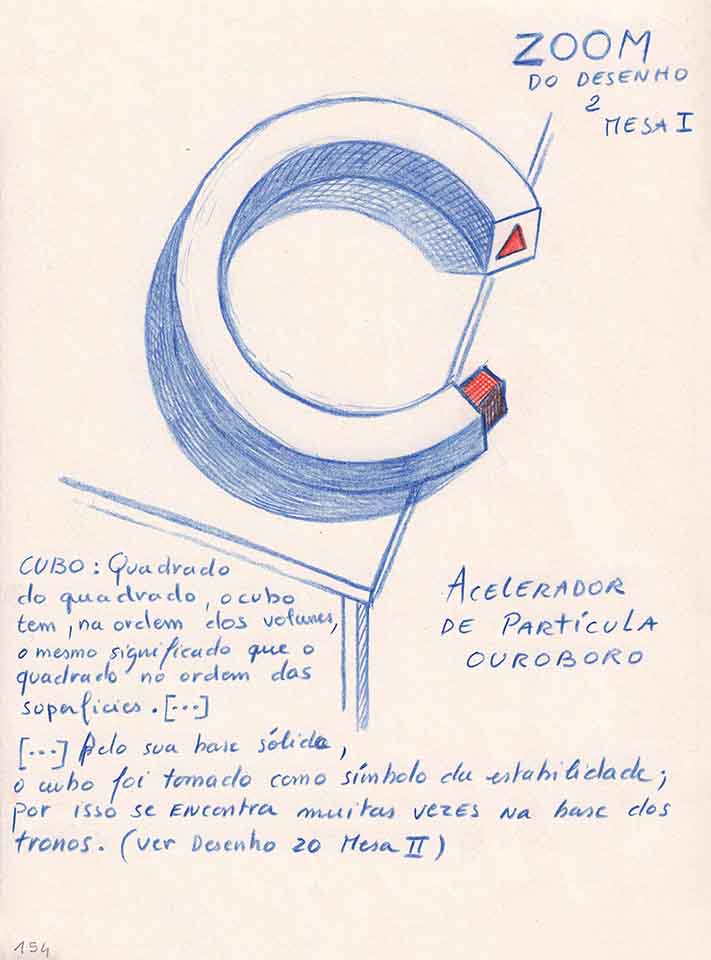 ZOOM
DO DESENHO
2
MESA I
CUBO: Quadrado
do quadrado, o cubo
tem, na ordem dos volumes,
o mesmo significado que o
quadrado na ordem das
superfícies. [...]
[...] Pelo sua base sólida,
o cubo foi tomado como símbolo da estabilidade;
por isso se encontra muitas vezes na base dos
tronos. (ver Desenho 20 Mesa II)
ACELERADOR
DE PARTÍCULA
OUROBORO
154